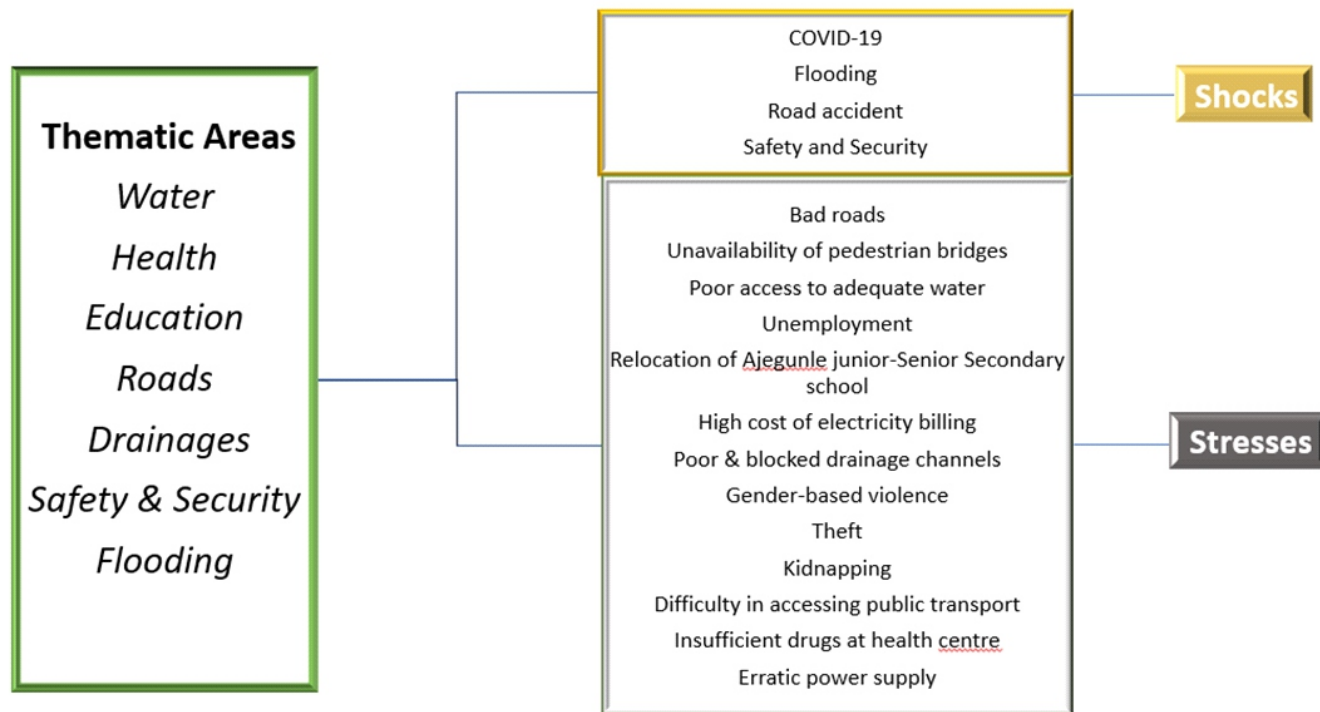 Thematic Areas
Water
Health
Education
Roads
Drainages
Safety & Security
Flooding
COVID-19
Flooding
Road accident
Safety and Security
Shocks
Bad roads
Unavailability of pedestrian bridges
Poor access to adequate water
Unemployment
Relocation of Ajegunle junior-Senior Secondary
school
High cost of electricity billing
Poor & blocked drainage channels
Gender-based violence
Theft
Kidnapping
Difficulty in accessing public transport
Insufficient drugs at health centre
Erratic power supply
Stresses